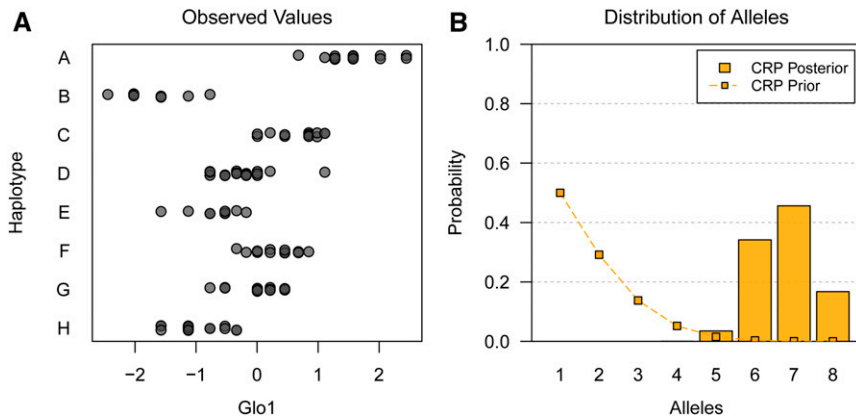 A
Observed Values
Haplotype
A
B
C
D
E
F
G
H
−2 −1 0 1 2
Glo1
B
Distribution of Alleles
Probability
1.0
0.8
0.6
0.4
0.2
0.0
CRP Posterior
CRP Prior
1 2 3 4 5 6 7 8
Alleles